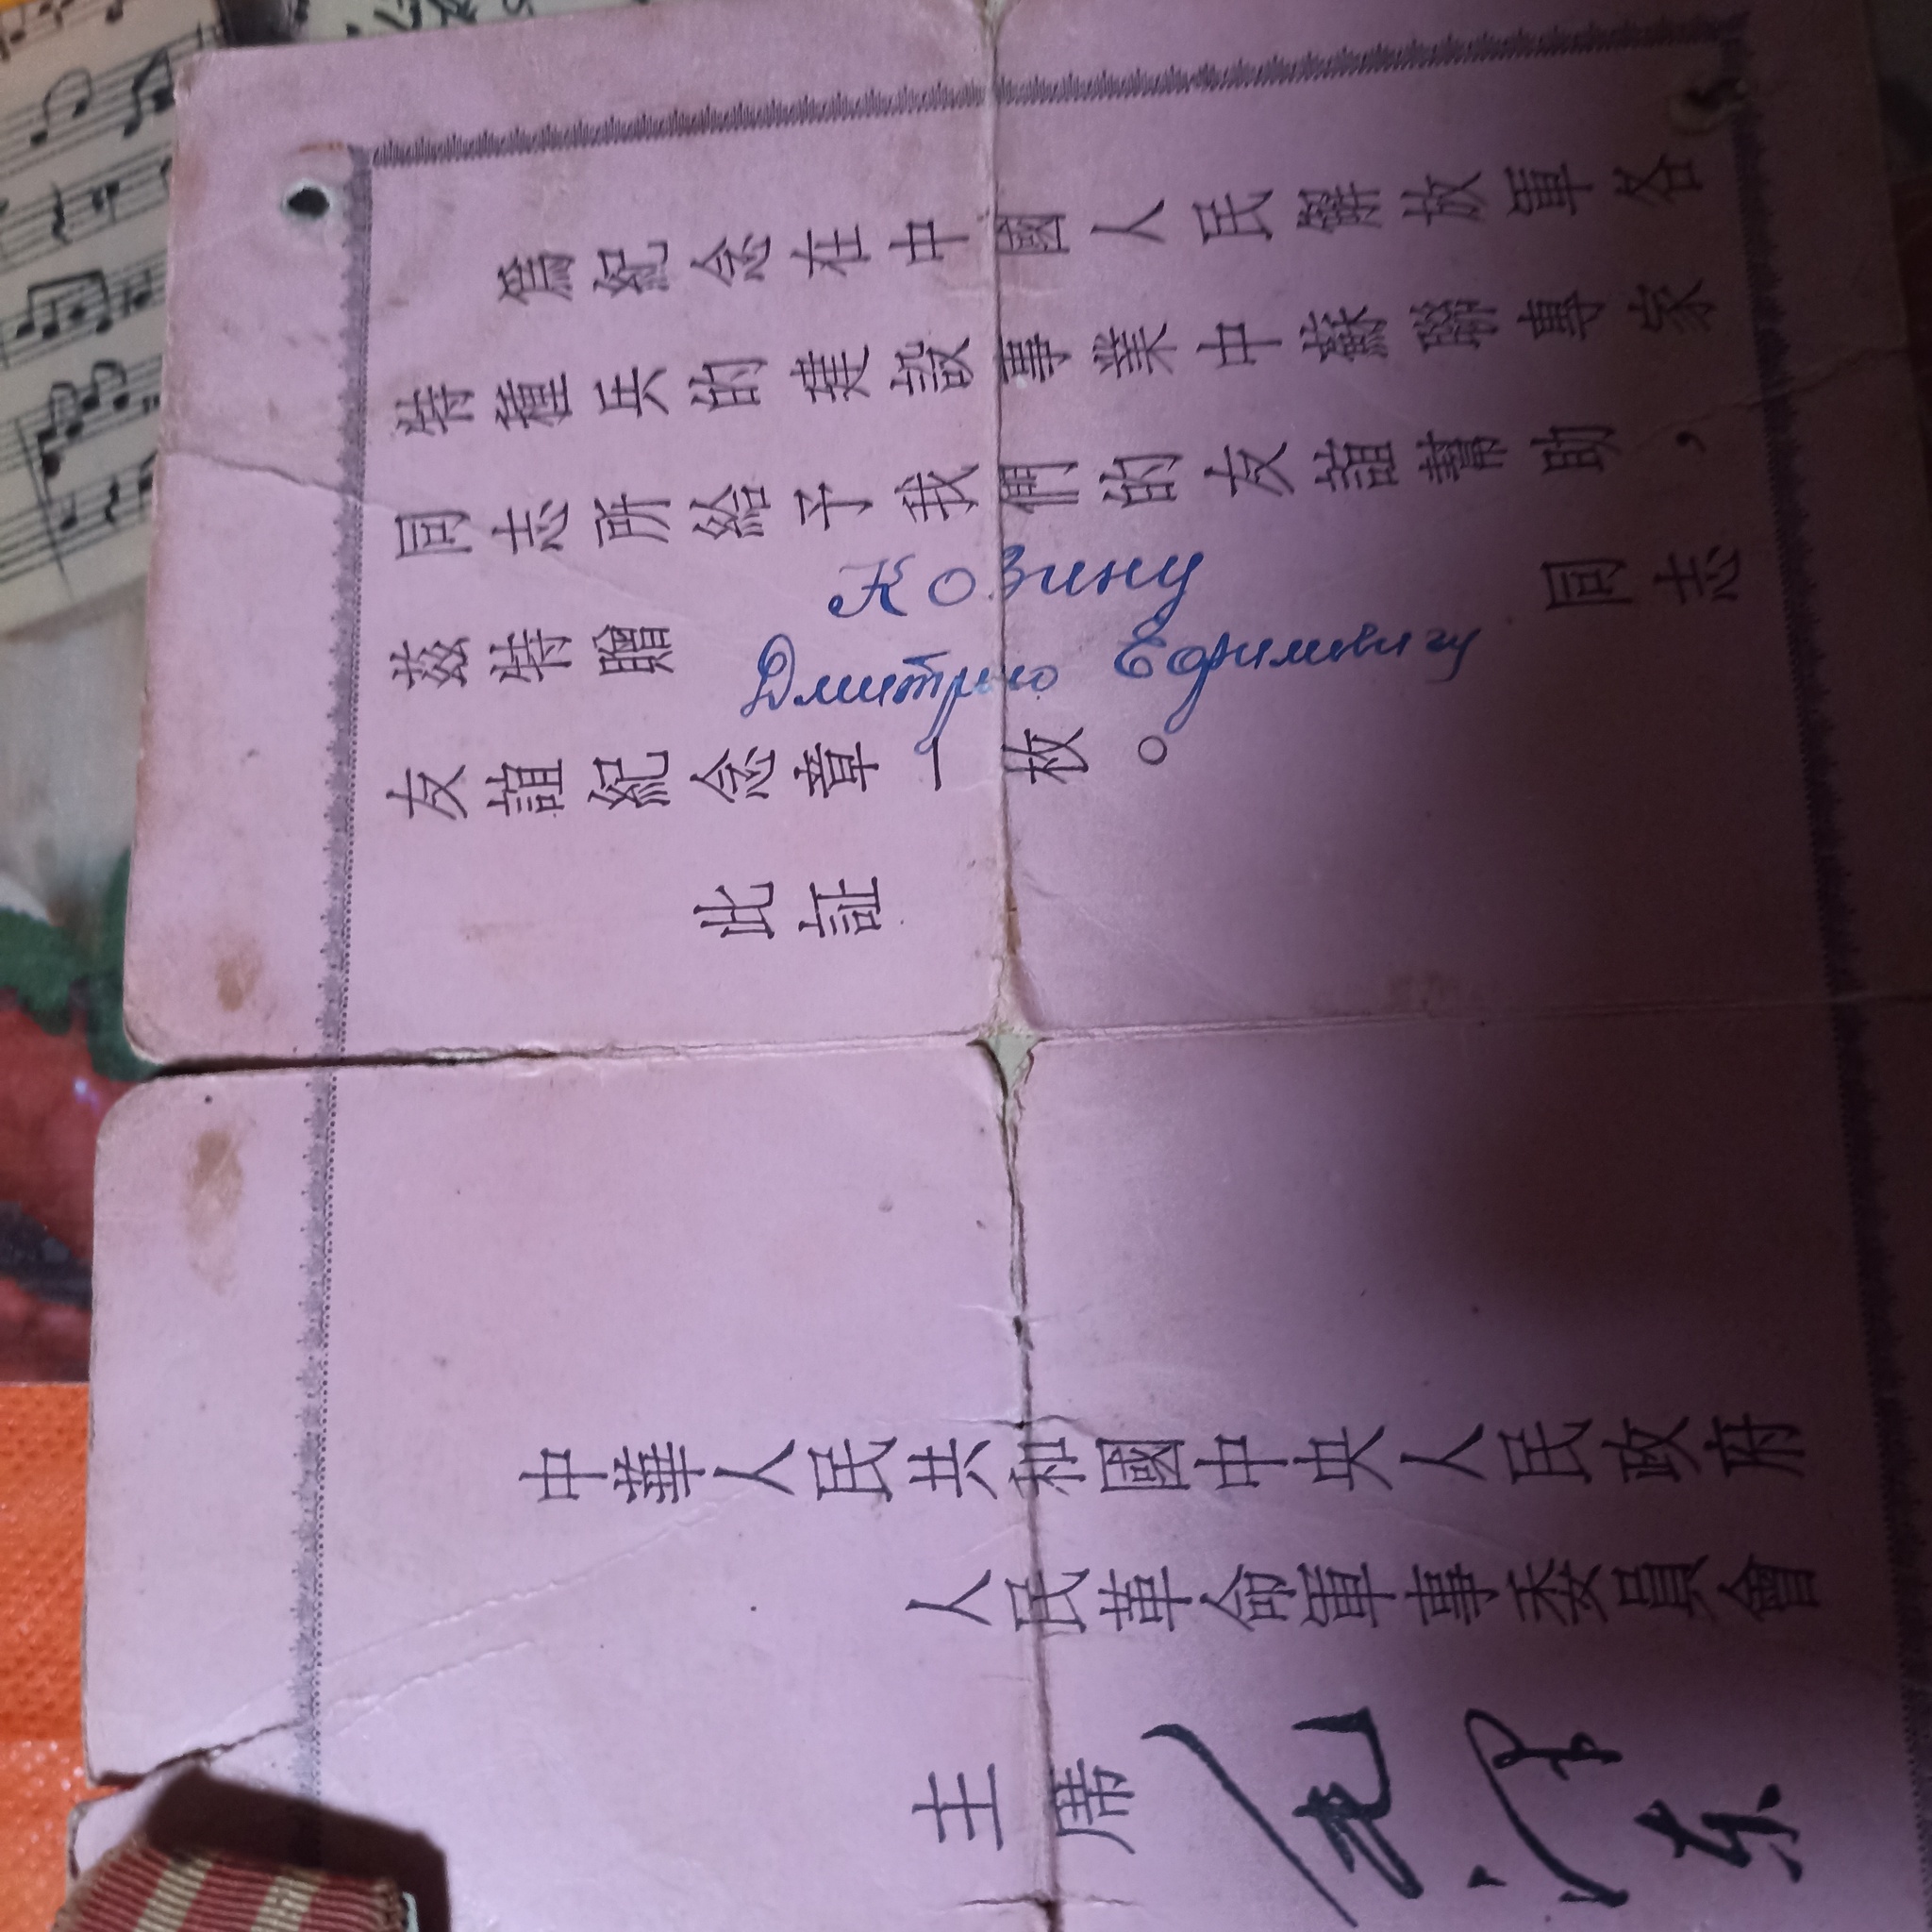 爲紀念在中國人民解放軍各
特種兵的建設事業中蘇聯專家
同志所給予我們的友誼幫助，
茲特贈 Козину 同志
Дмитрию Ефимовичу
友誼紀念章一枚。
此証
中華人民共和國中央人民政府
人民革命軍事委員會
主席 毛澤东